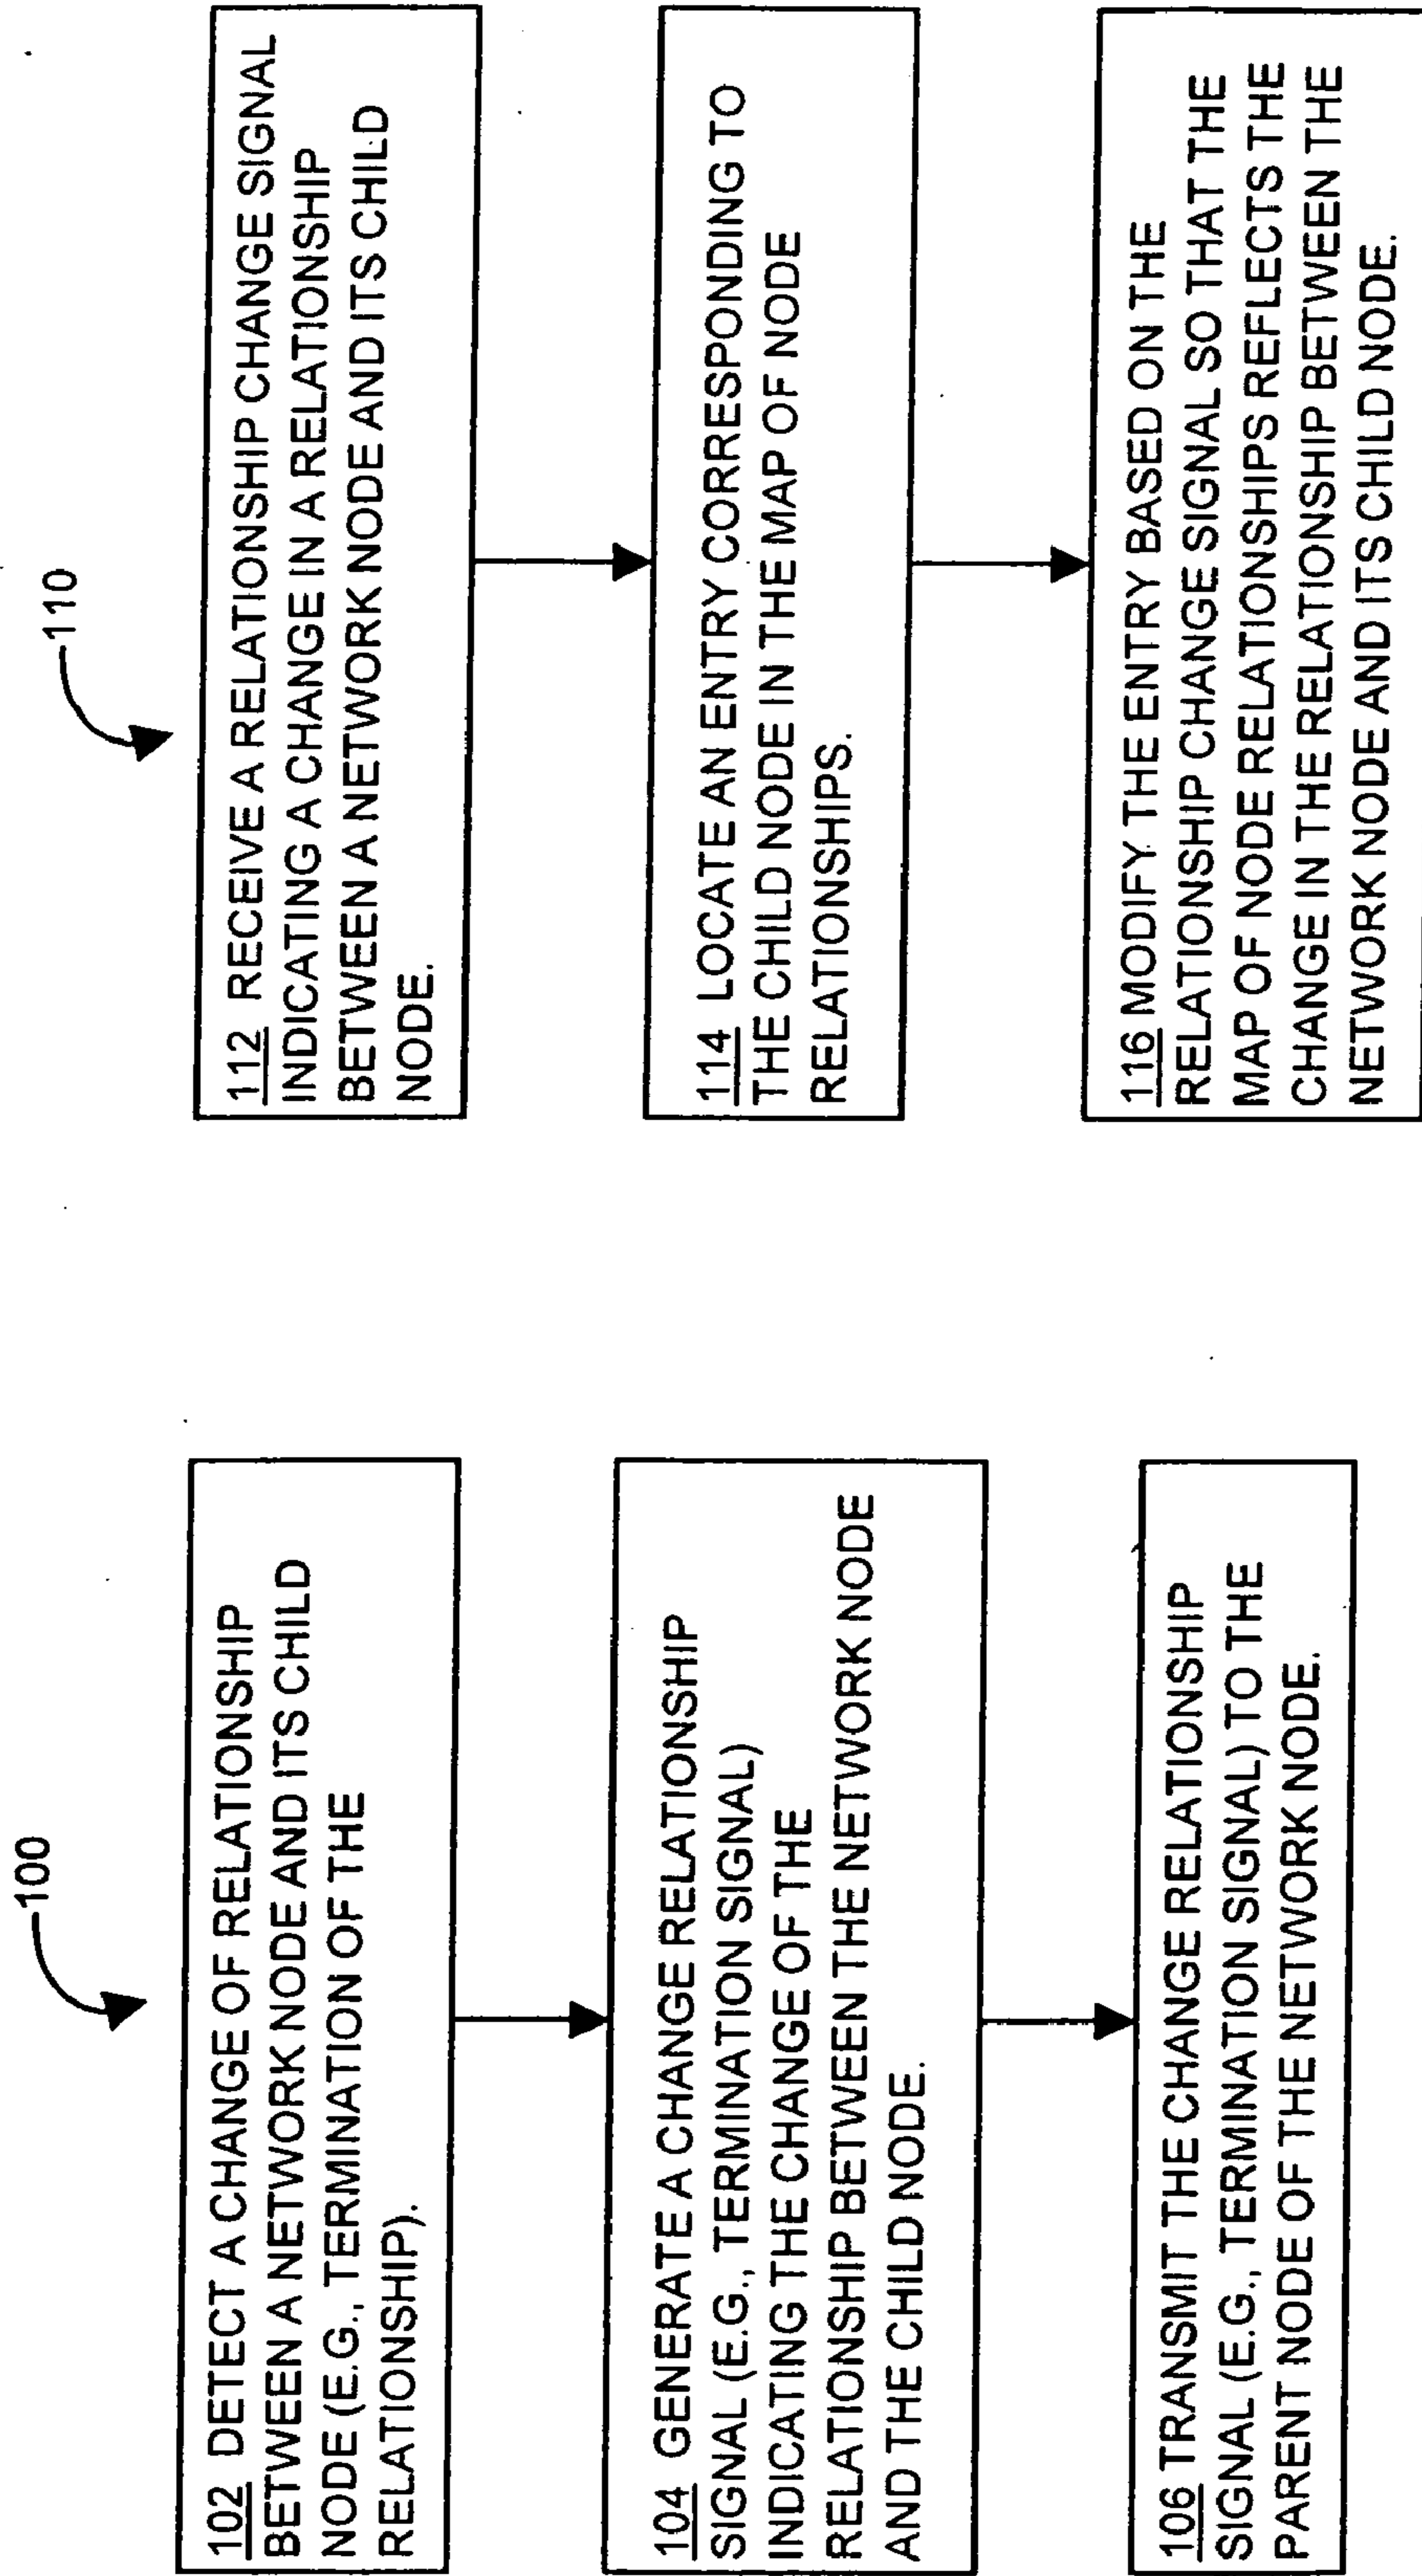 100
102 DETECT A CHANGE OF RELATIONSHIP
BETWEEN A NETWORK NODE AND ITS CHILD
NODE (E.G., TERMINATION OF THE
RELATIONSHIP).
104 GENERATE A CHANGE RELATIONSHIP
SIGNAL (E.G., TERMINATION SIGNAL)
INDICATING THE CHANGE OF THE
RELATIONSHIP BETWEEN THE NETWORK NODE
AND THE CHILD NODE.
106 TRANSMIT THE CHANGE RELATIONSHIP
SIGNAL (E.G., TERMINATION SIGNAL) TO THE
PARENT NODE OF THE NETWORK NODE.
110
112 RECEIVE A RELATIONSHIP CHANGE SIGNAL
INDICATING A CHANGE IN A RELATIONSHIP
BETWEEN A NETWORK NODE AND ITS CHILD
NODE.
114 LOCATE AN ENTRY CORRESPONDING TO
THE CHILD NODE IN THE MAP OF NODE
RELATIONSHIPS.
116 MODIFY THE ENTRY BASED ON THE
RELATIONSHIP CHANGE SIGNAL SO THAT THE
MAP OF NODE RELATIONSHIPS REFLECTS THE
CHANGE IN THE RELATIONSHIP BETWEEN THE
NETWORK NODE AND ITS CHILD NODE.